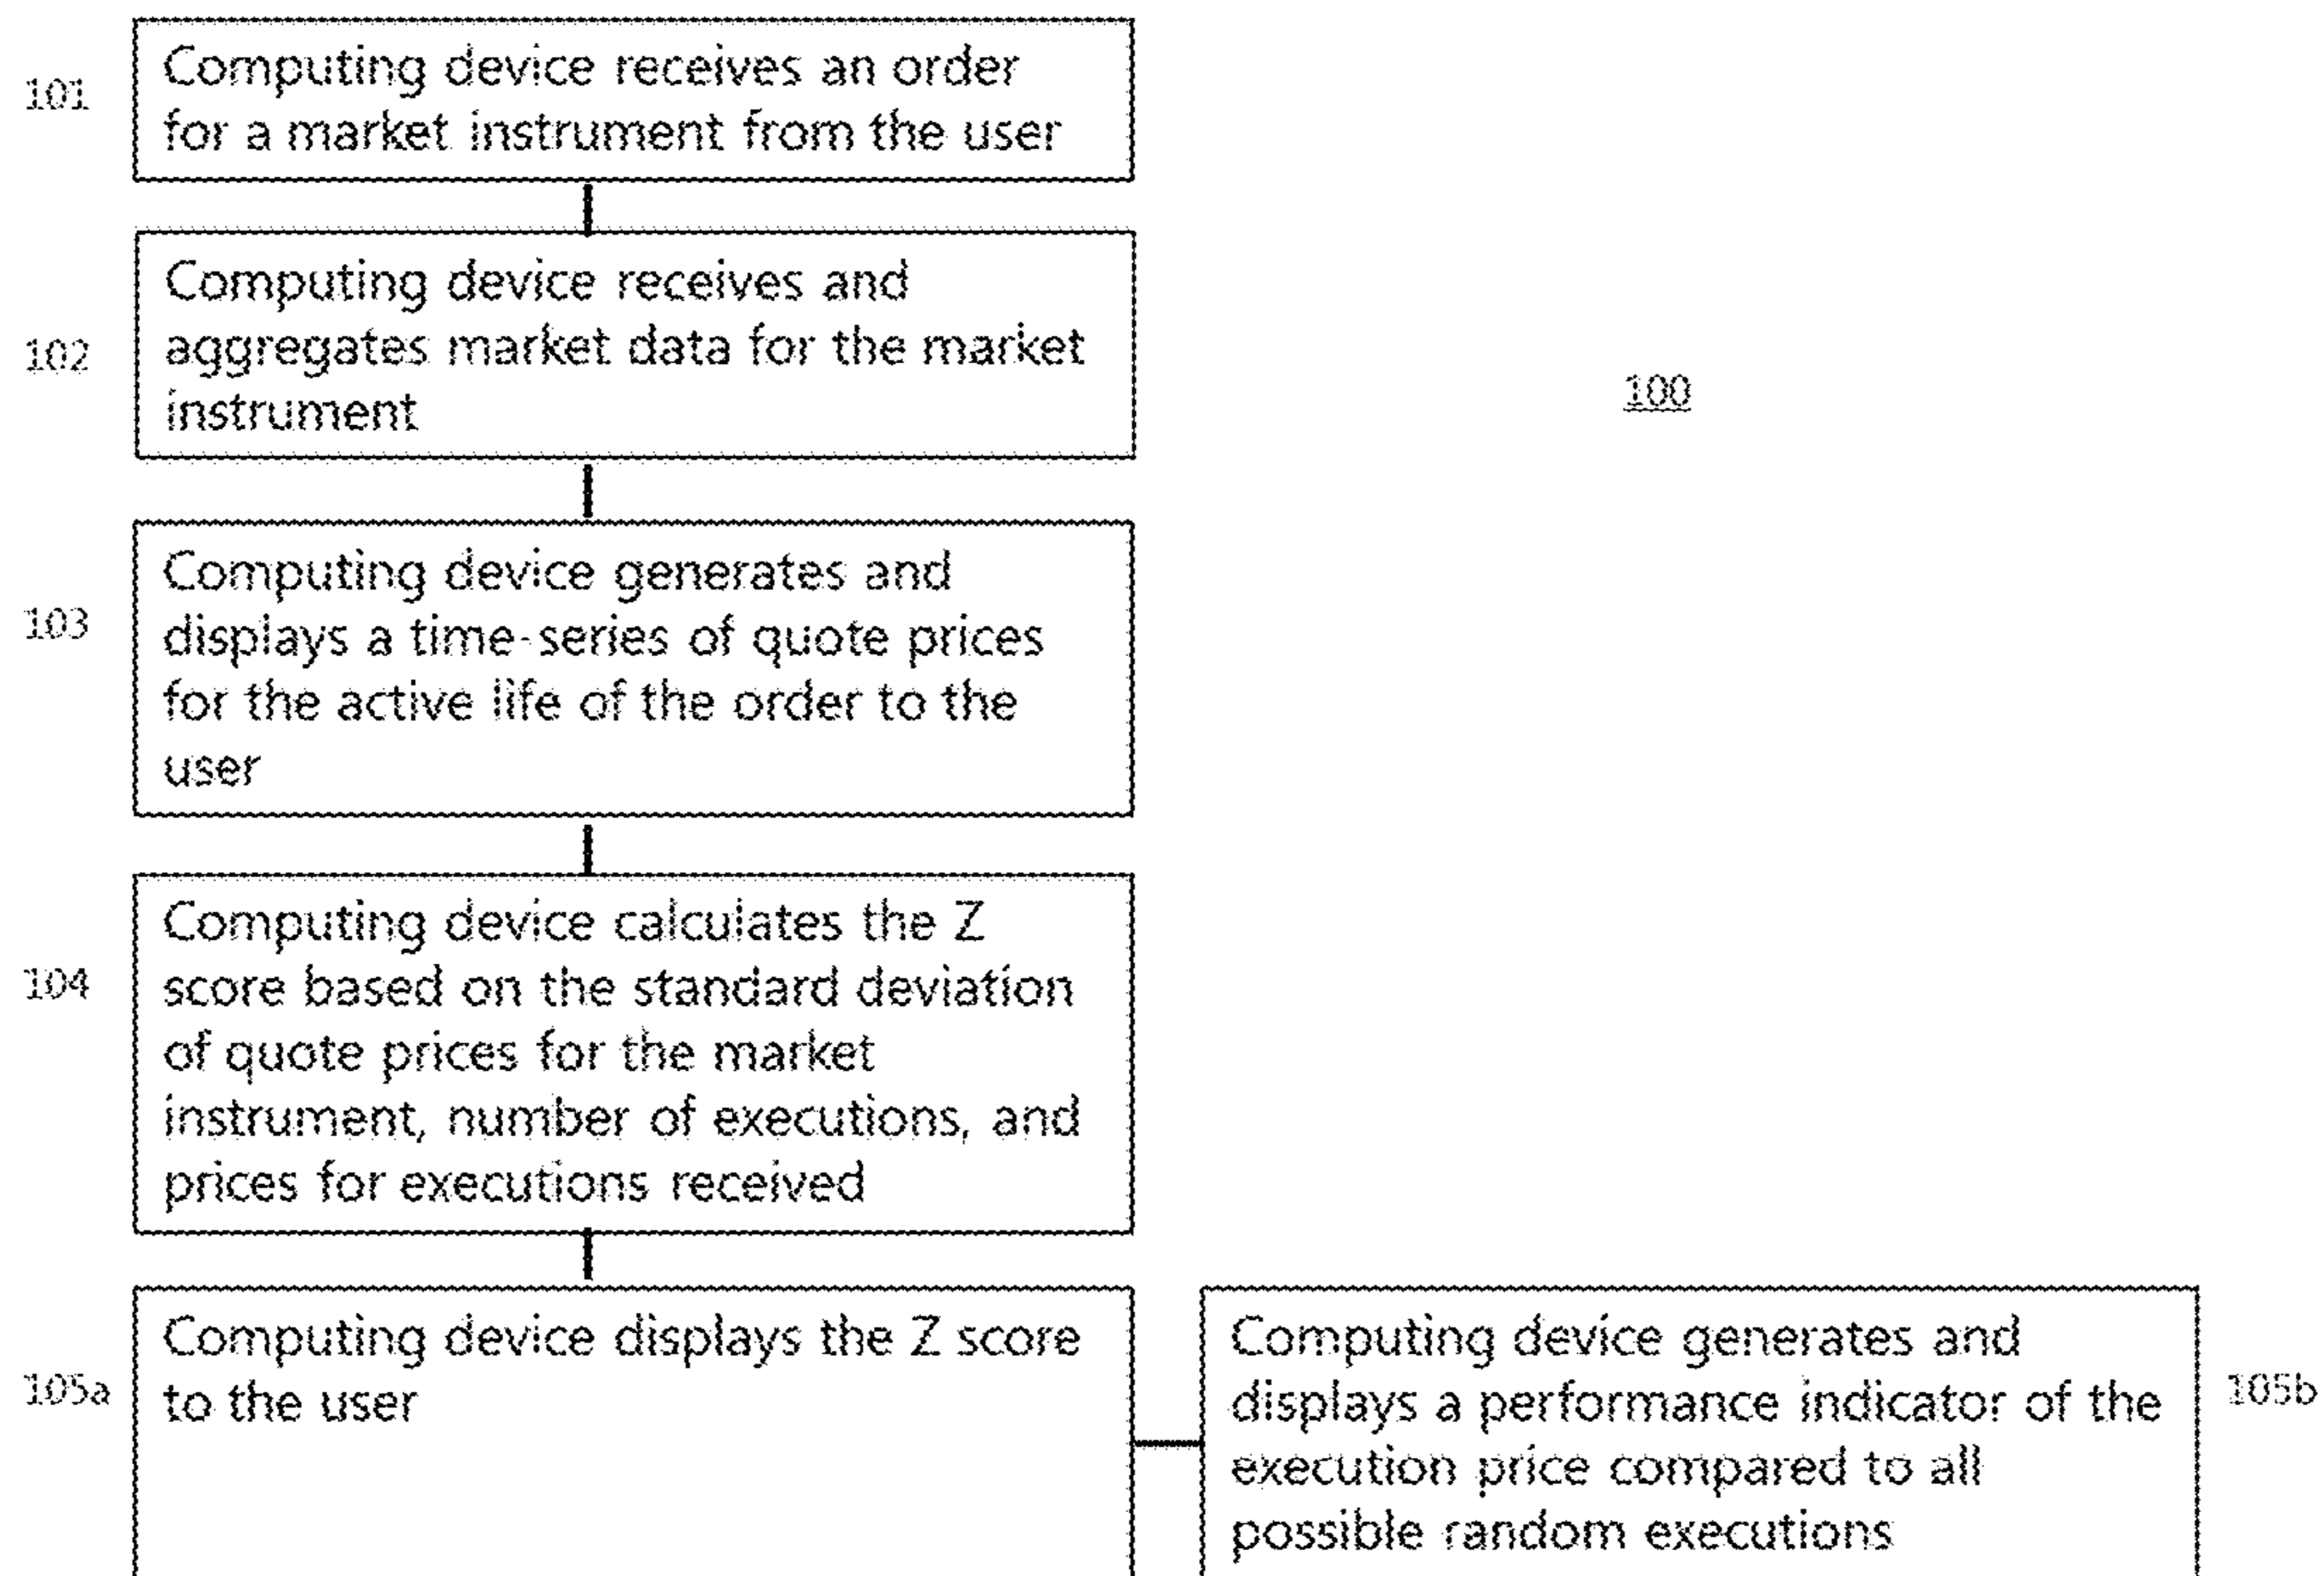 101
Computing device receives an order
for a market instrument from the user
102
Computing device receives and
aggregates market data for the market
instrument
100
103
Computing device generates and
displays a time-series of quote prices
for the active life of the order to the
user
104
Computing device calculates the Z
score based on the standard deviation
of quote prices for the market
instrument, number of executions, and
prices for executions received
105a
Computing device displays the Z score
to the user
Computing device generates and
displays a performance indicator of the
execution price compared to all
possible random executions
105b